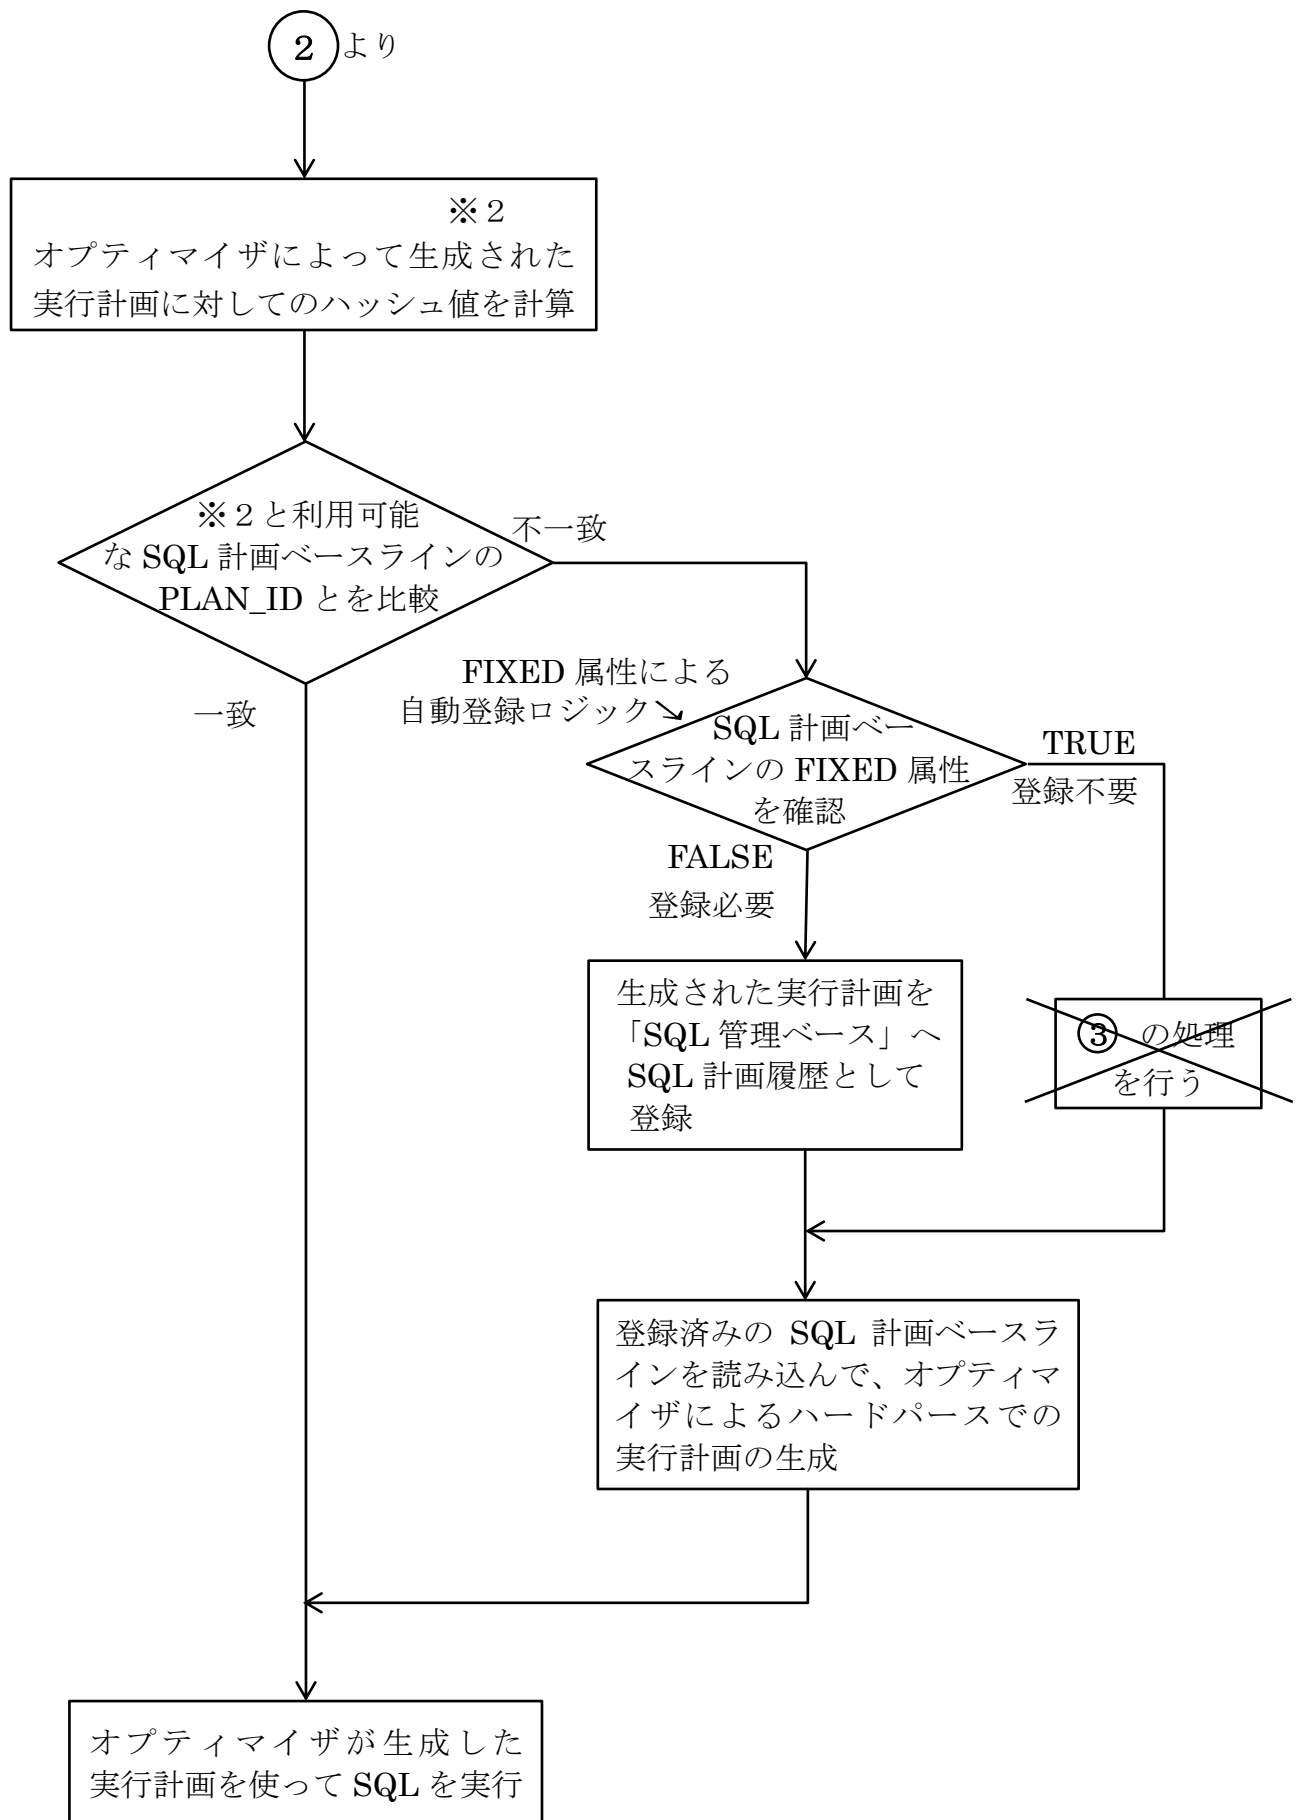 2 より
※2
オプティマイザによって生成された
実行計画に対してのハッシュ値を計算
※2と利用可能
な SQL 計画ベースラインの
PLAN_ID とを比較
不一致
一致
FIXED 属性による
自動登録ロジック
SQL 計画ベー
スラインの FIXED 属性
を確認
TRUE
登録不要
FALSE
登録必要
生成された実行計画を
「SQL 管理ベース」へ
SQL 計画履歴として
登録
③ の処理
を行う
登録済みの SQL 計画ベースラ
インを読み込んで、オプティマ
イザによるハードパースでの
実行計画の生成
オプティマイザが生成した
実行計画を使って SQL を実行